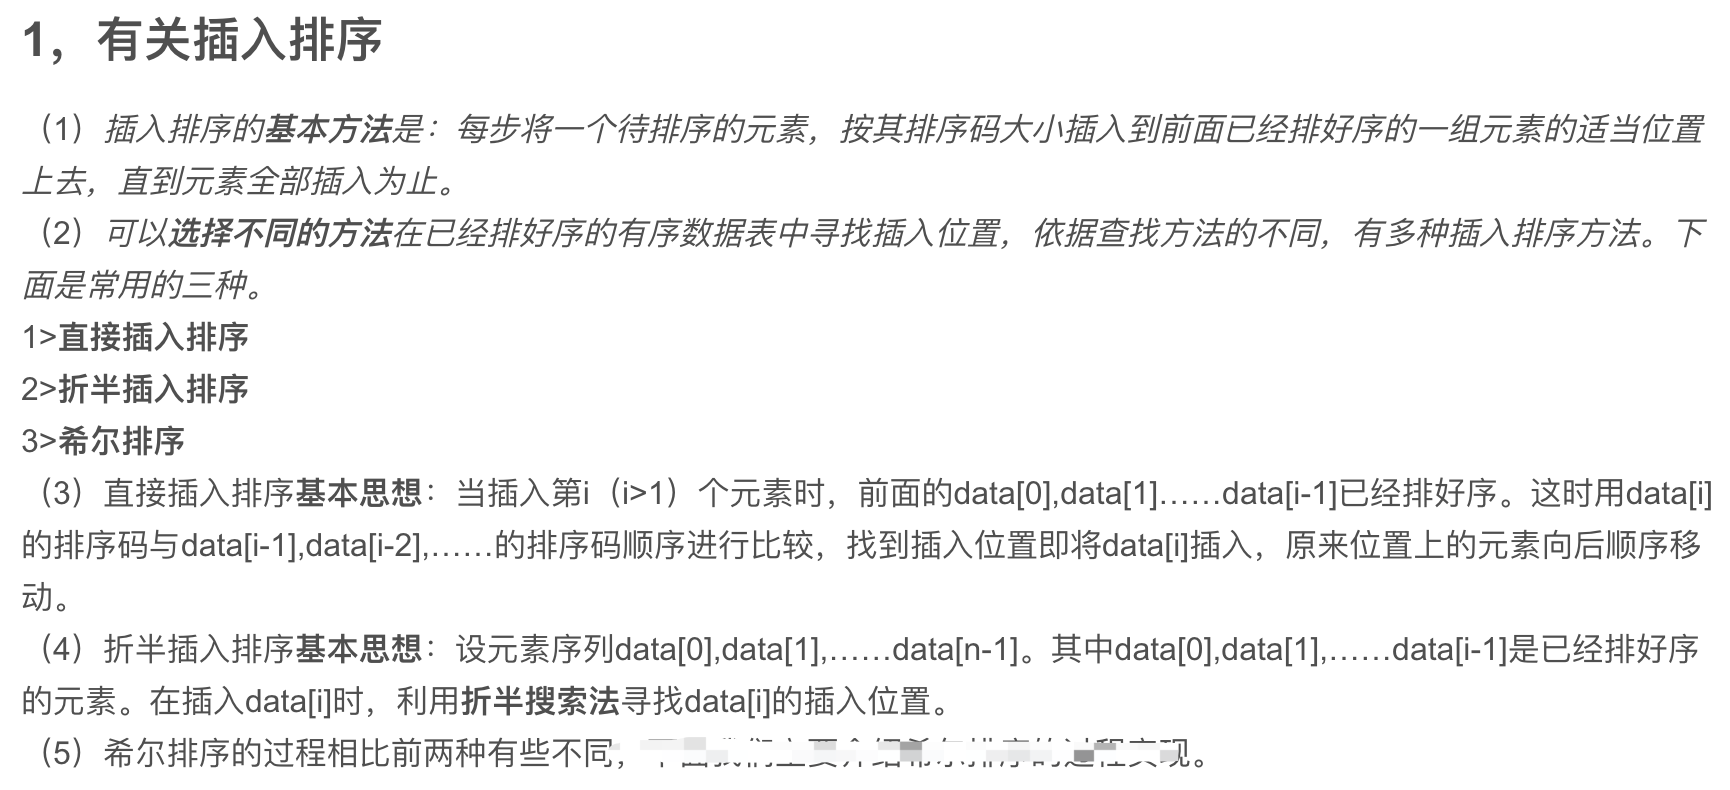 1，有关插入排序
（1）插入排序的基本方法是：每步将一个待排序的元素，按其排序码大小插入到前面已经排好序的一组元素的适当位置
上去，直到元素全部插入为止。
（2）可以选择不同的方法在已经排好序的有序数据表中寻找插入位置，依据查找方法的不同，有多种插入排序方法。下
面是常用的三种。
1>直接插入排序
2>折半插入排序
3>希尔排序
（3）直接插入排序基本思想：当插入第i（i>1）个元素时，前面的data[0],data[1]……data[i-1]已经排好序。这时用data[i]
的排序码与data[i-1],data[i-2],……的排序码顺序进行比较，找到插入位置即将data[i]插入，原来位置上的元素向后顺序移
动。
（4）折半插入排序基本思想：设元素序列data[0],data[1],……data[n-1]。其中data[0],data[1],……data[i-1]是已经排好序
的元素。在插入data[i]时，利用折半搜索法寻找data[i]的插入位置。
（5）希尔排序的过程相比前两种有些不同，